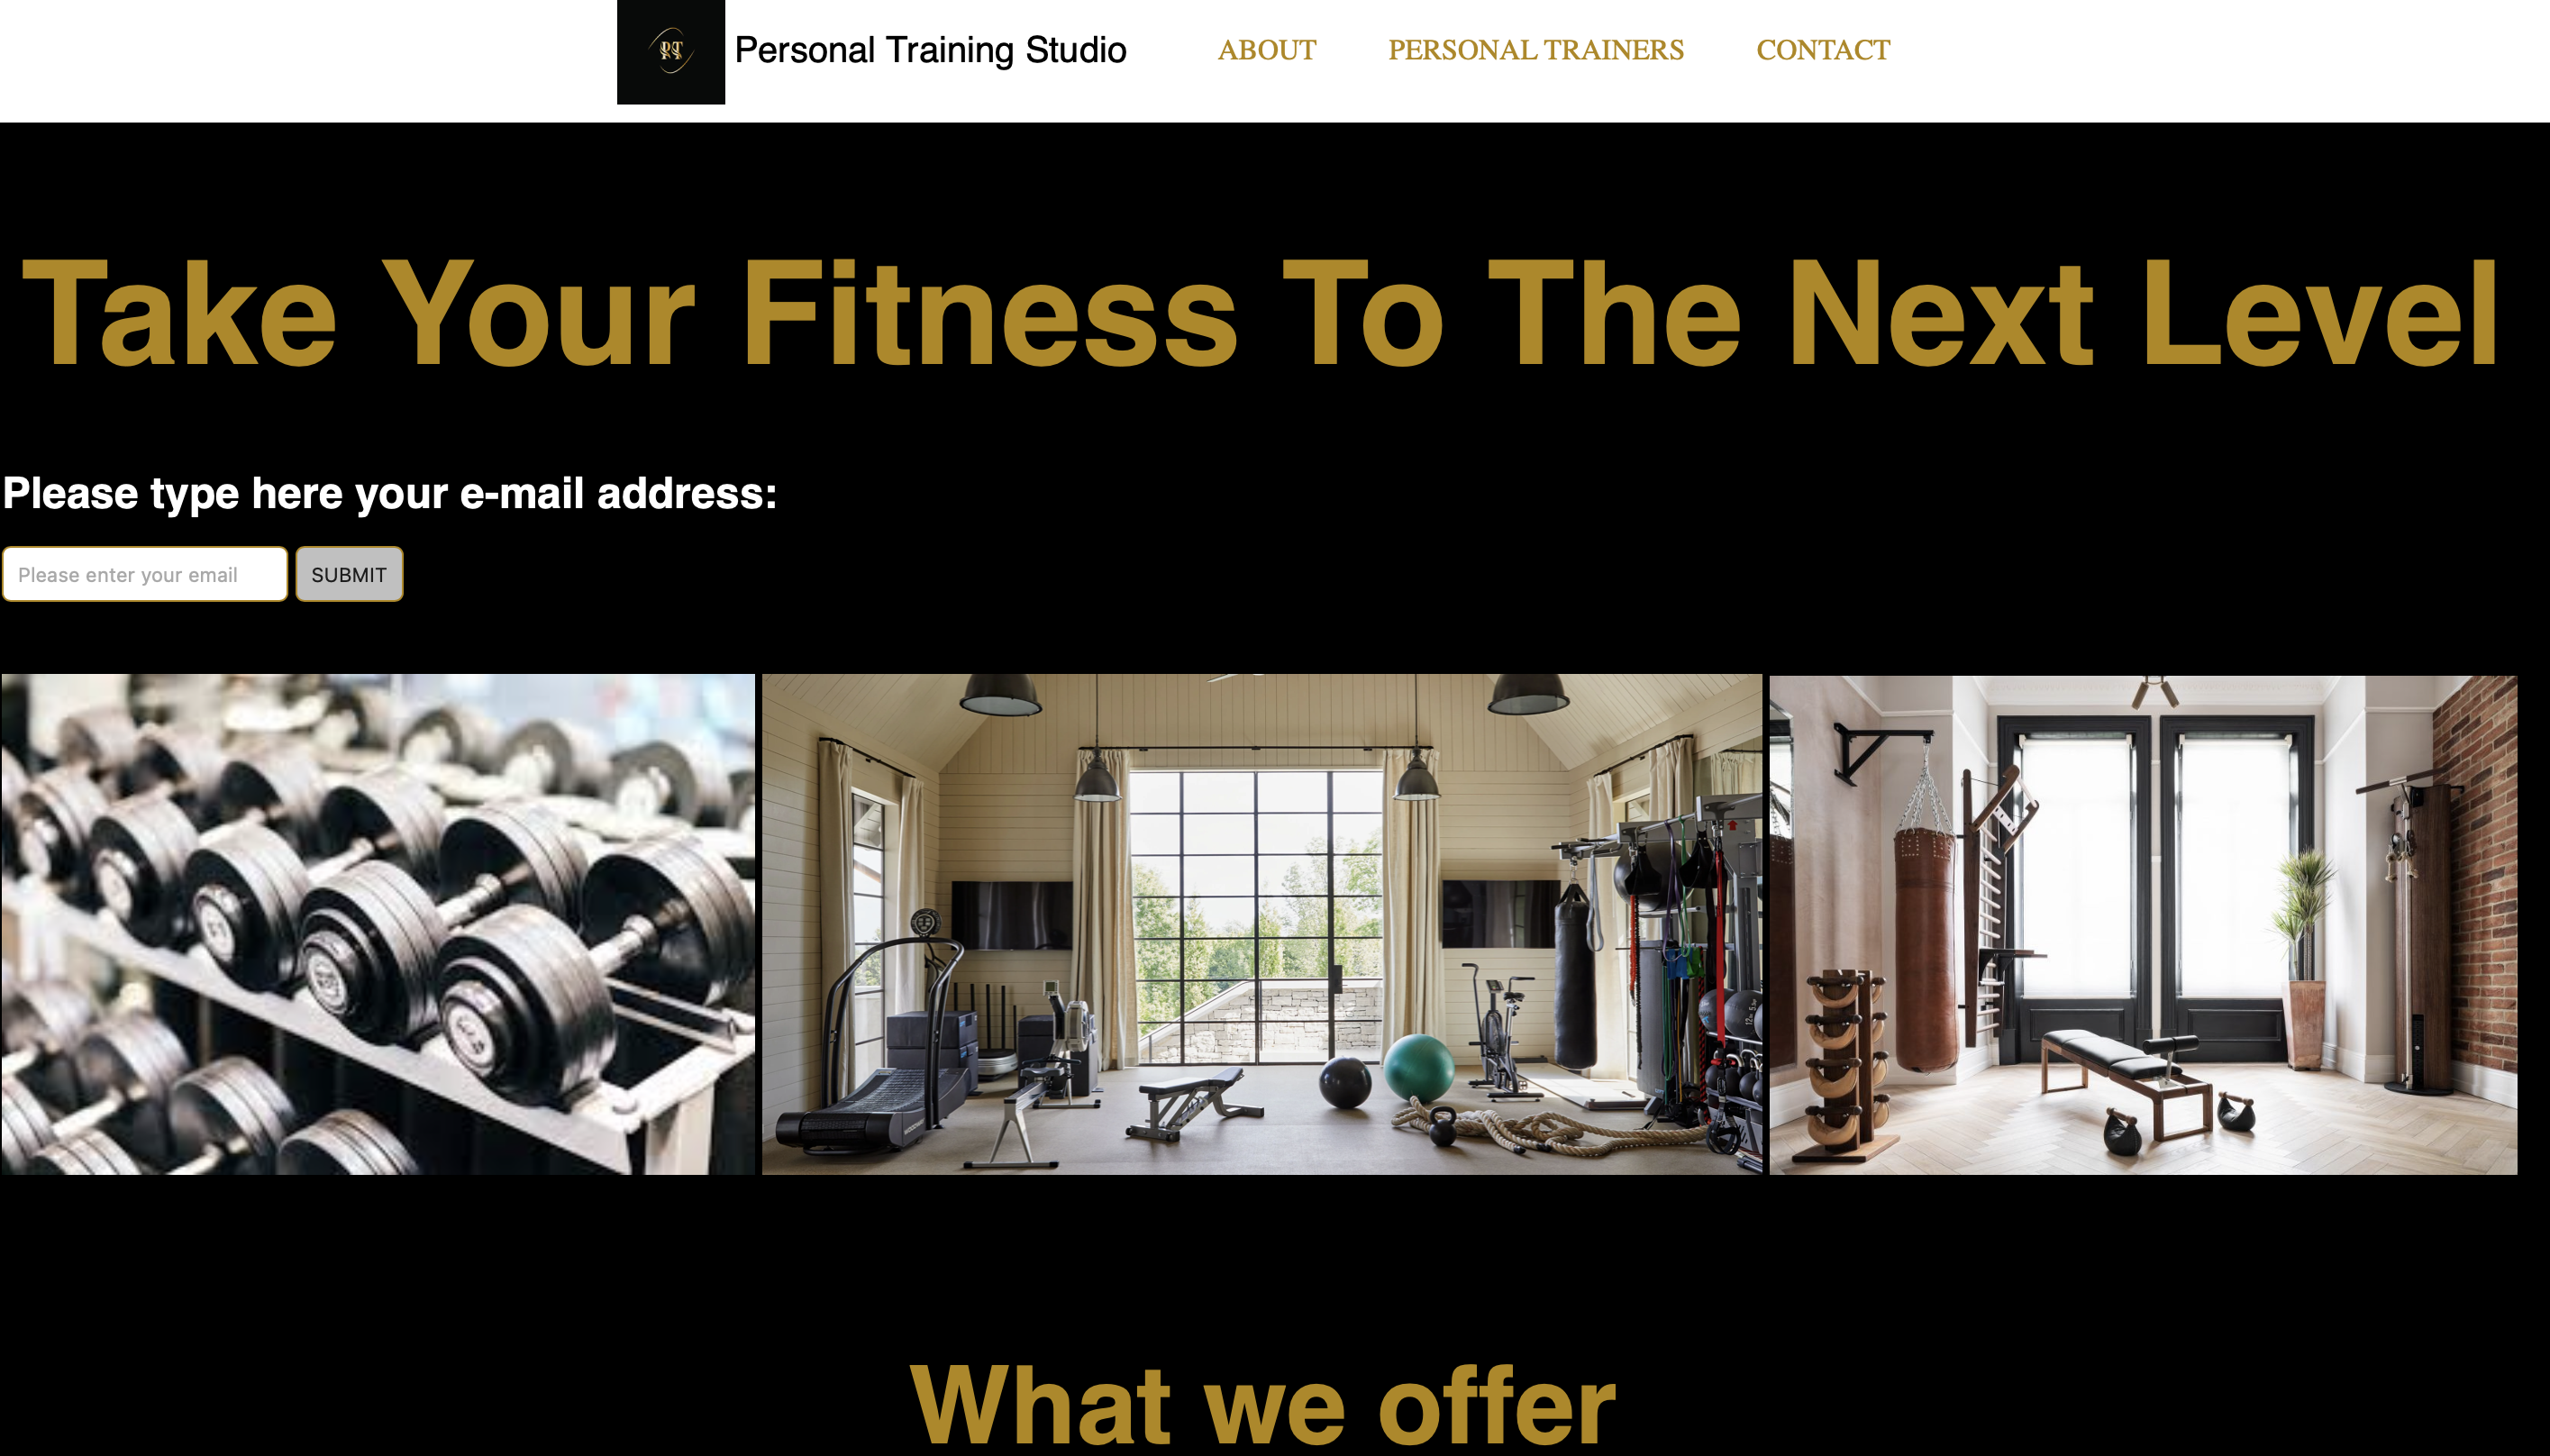 Personal Training Studio ABOUT PERSONAL TRAINERS CONTACT
Take Your Fitness To The Next Level
Please type here your e-mail address:
Please enter your email SUBMIT
What we offer